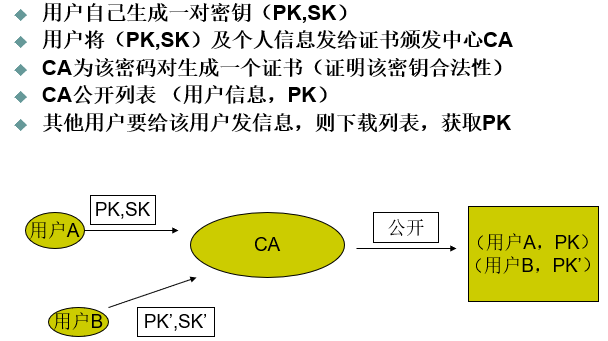 用户自己生成一对密钥（PK,SK）
用户将（PK,SK）及个人信息发给证书颁发中心CA
CA为该密码对生成一个证书（证明该密钥合法性）
CA公开列表 （用户信息，PK）
其他用户要给该用户发信息，则下载列表，获取PK
PK,SK
用户A
CA
公开
（用户A，PK）
（用户B，PK’）
用户B
PK’,SK’